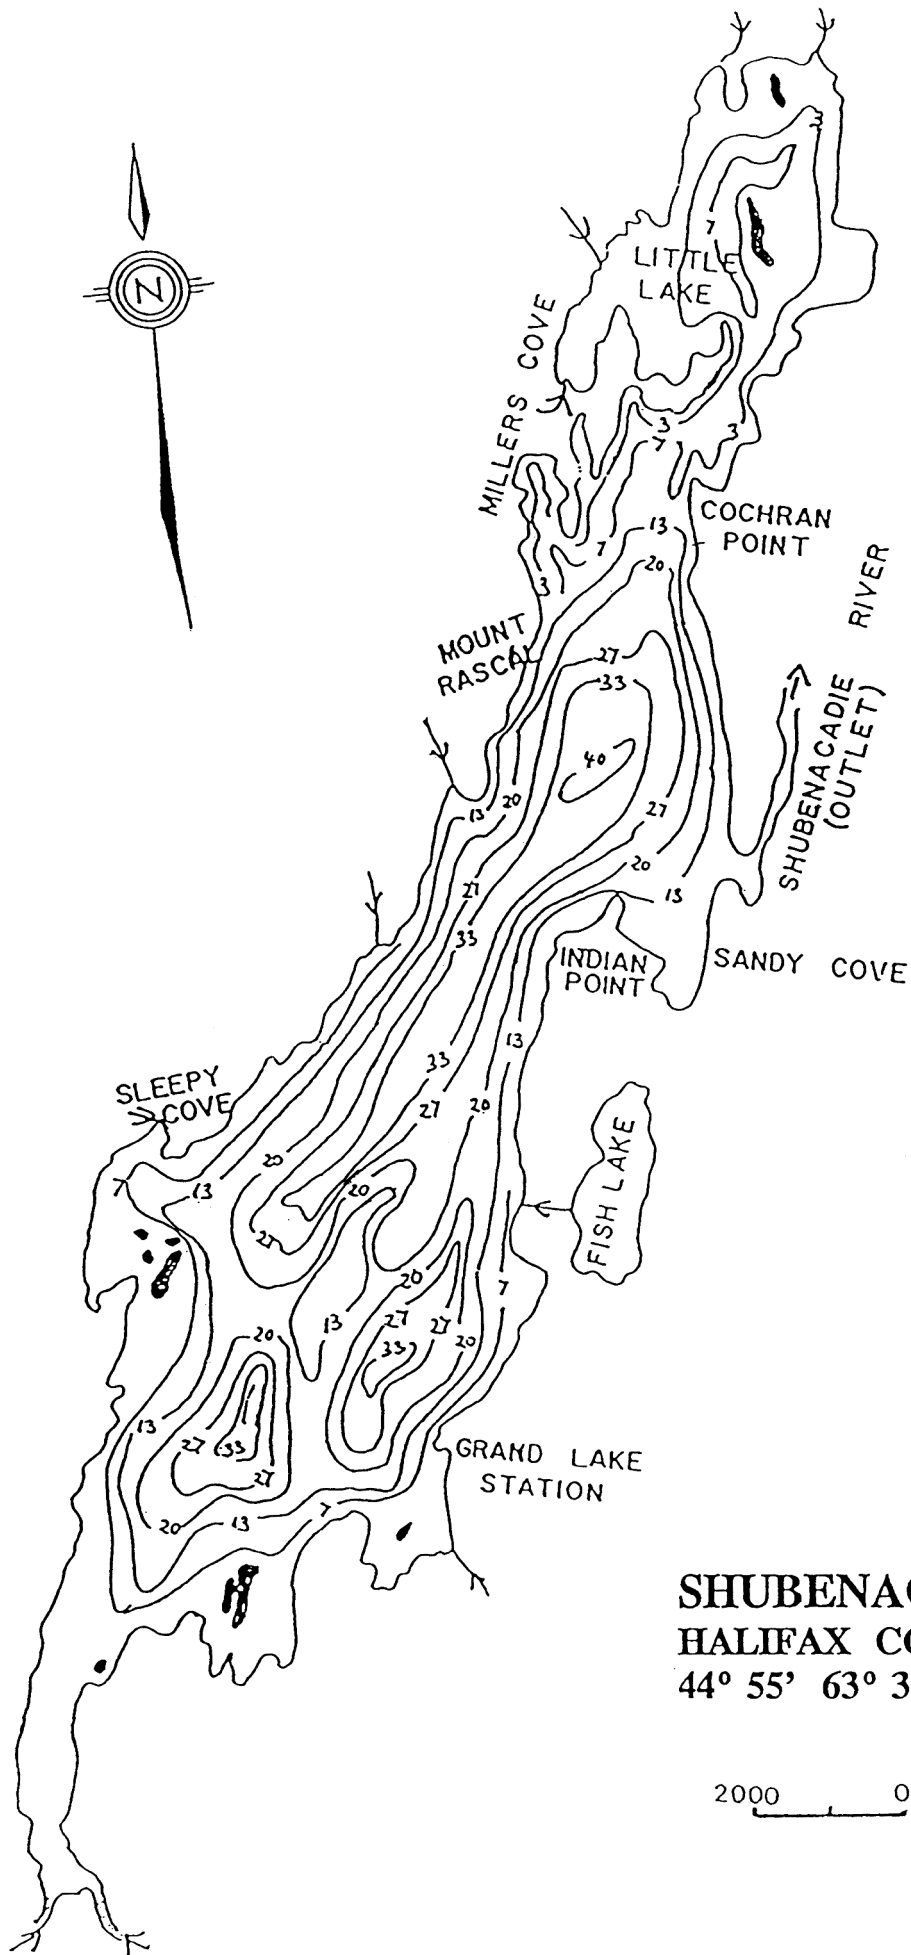 3
N
7
LITTLE
LAKE
MILLERS COVE
3
7
3
COCHRAN
POINT
13
7
20
3
RIVER
MOUNT
RASCAL
27
33
SHUBENACADIE
(OUTLET)
40
13
20
27
20
13
27
33
INDIAN
POINT
SANDY COVE
13
33
SLEEPY
COVE
27
20
FISH LAKE
20
13
20
27
20
7
27
13
27
20
20
33
13
27
33
27
GRAND LAKE
STATION
20
13
7
SHUBENA
HALIFAX CO
44° 55' 63° 3
2000 0